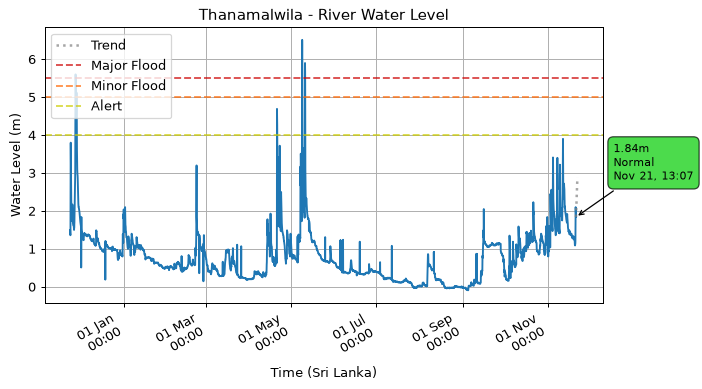 Thanamalwila - River Water Level
Trend
Major Flood
Minor Flood
Alert
Water Level (m)
6
5
4
3
2
1
0
1.84m
Normal
Nov 21, 13:07
01 Jan
00:00
01 Mar
00:00
01 May
00:00
01 Jul
00:00
01 Sep
00:00
01 Nov
00:00
Time (Sri Lanka)